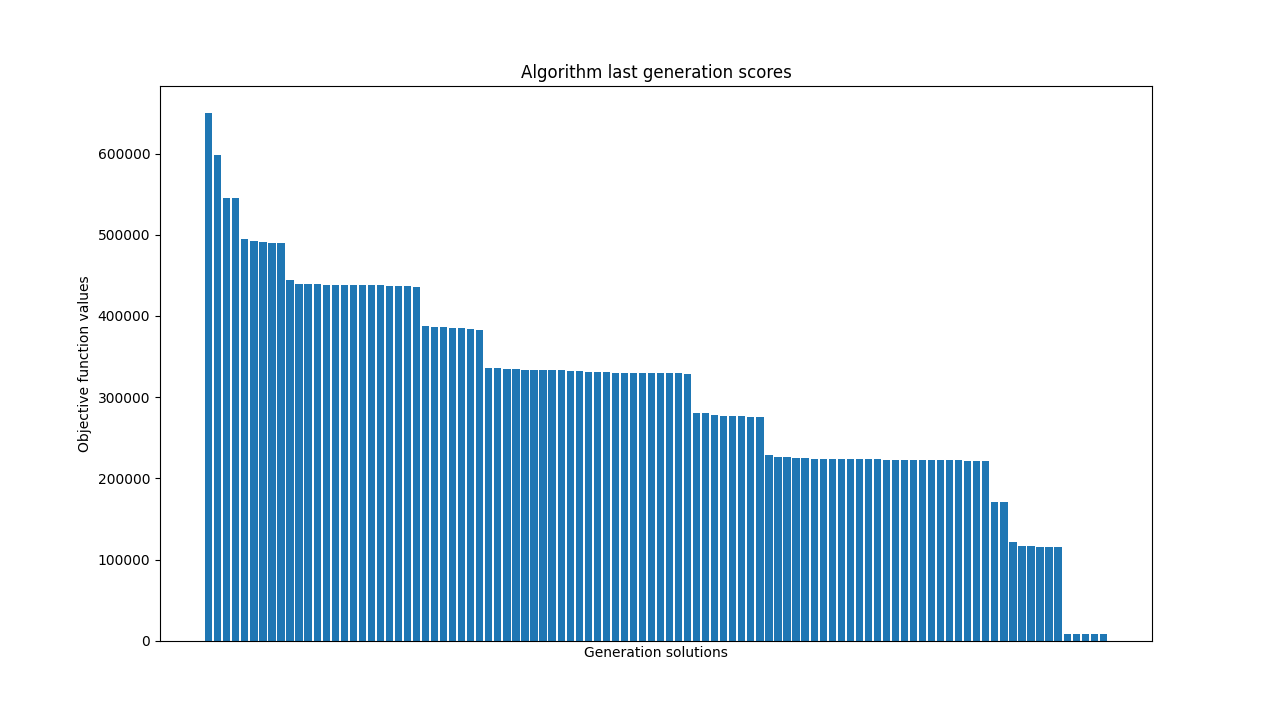 Algorithm last generation scores
600000
500000
400000
300000
200000
100000
0
Objective function values
Generation solutions